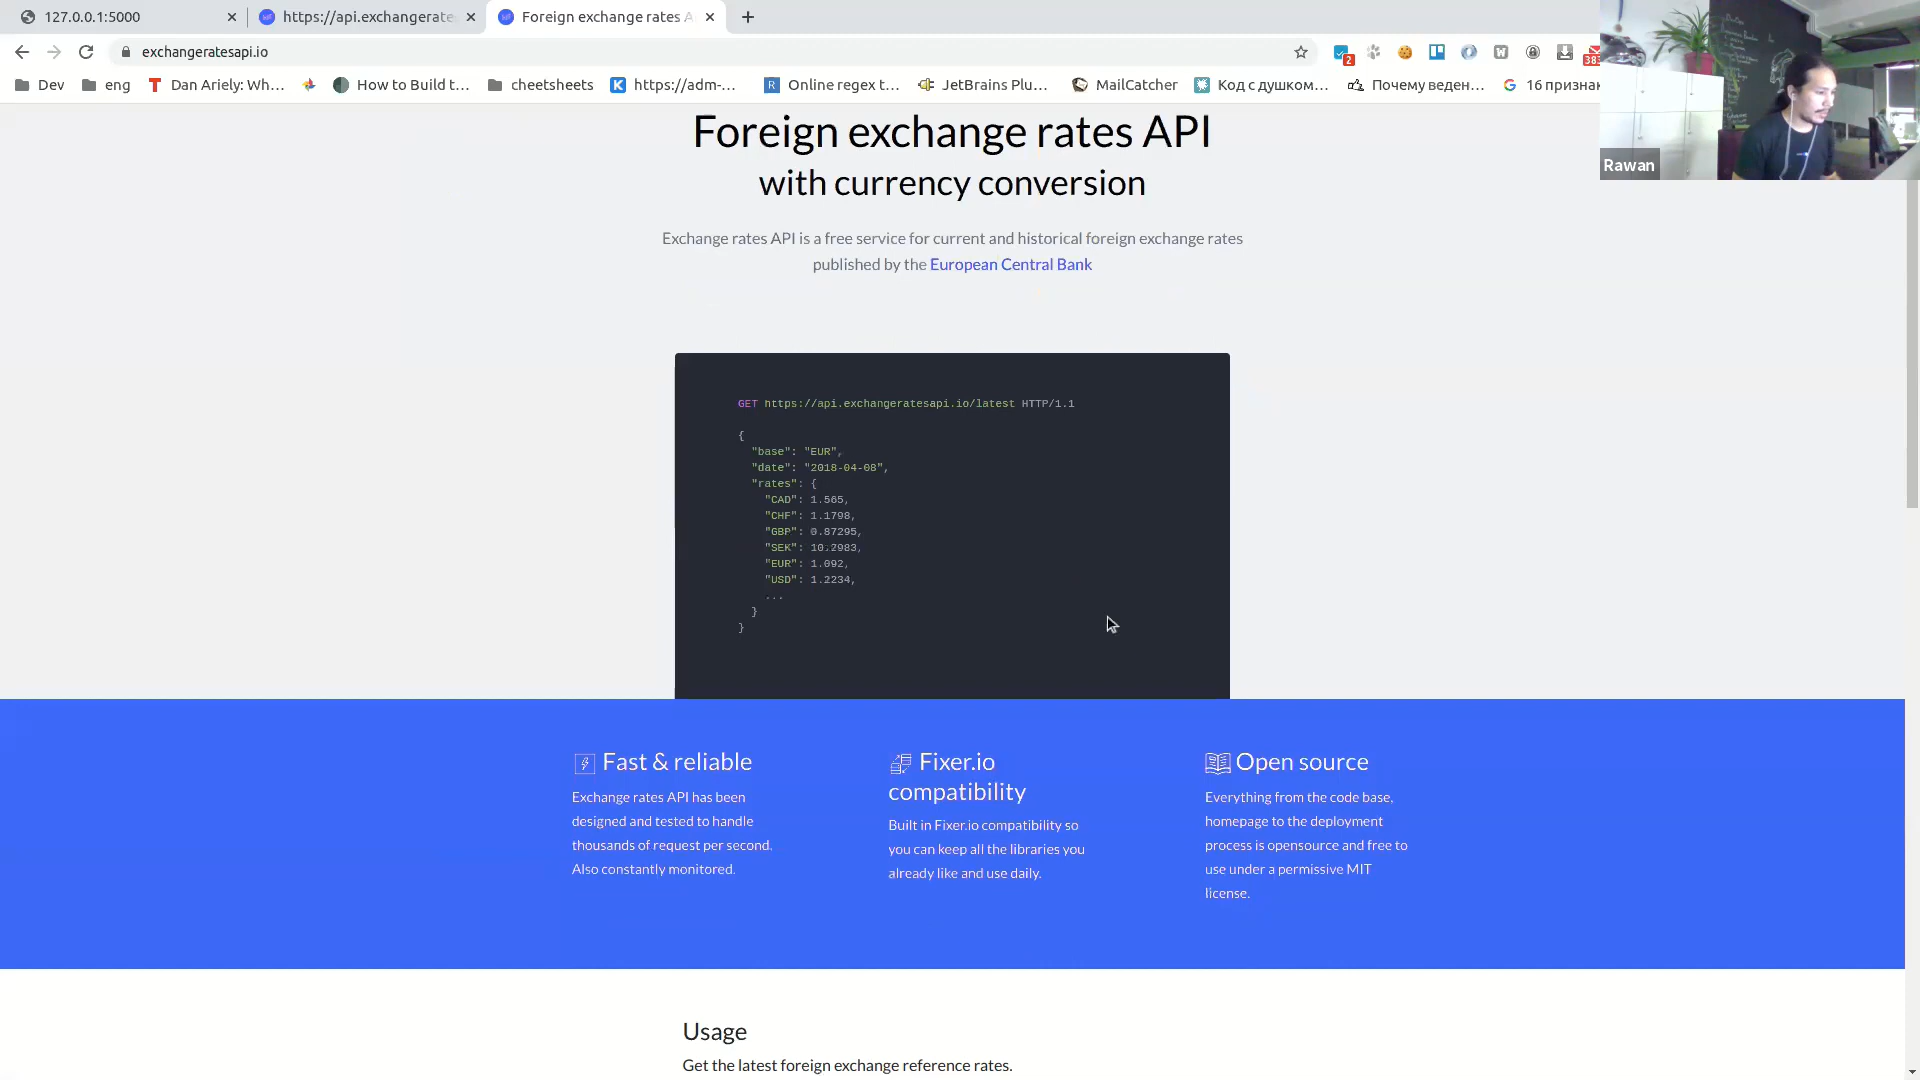 127.0.0.1:5000
https://api.exchangerate
Foreign exchange rates A
exchangeratesapi.io
2
383
Dev
eng
Dan Ariely: Wh...
How to Build t...
cheetsheets
https://adm-...
Online regex t...
JetBrains Plu...
MailCatcher
Код с душком...
Почему веден...
16 признак
Rawan
Foreign exchange rates API
with currency conversion
Exchange rates API is a free service for current and historical foreign exchange rates
published by the European Central Bank
GET https://api.exchangeratesapi.io/latest HTTP/1.1
{
"base": "EUR",
"date": "2018-04-08",
"rates": {
"CAD": 1.565,
"CHF": 1.1798,
"GBP": 0.87295,
"SEK": 10.2983,
"EUR": 1.092,
"USD": 1.2234,
...
}
}
Fast & reliable
Exchange rates API has been
designed and tested to handle
thousands of request per second.
Also constantly monitored.
Fixer.io
compatibility
Built in Fixer.io compatibility so
you can keep all the libraries you
already like and use daily.
Open source
Everything from the code base,
homepage to the deployment
process is opensource and free to
use under a permissive MIT
license.
Usage
Get the latest foreign exchange reference rates.